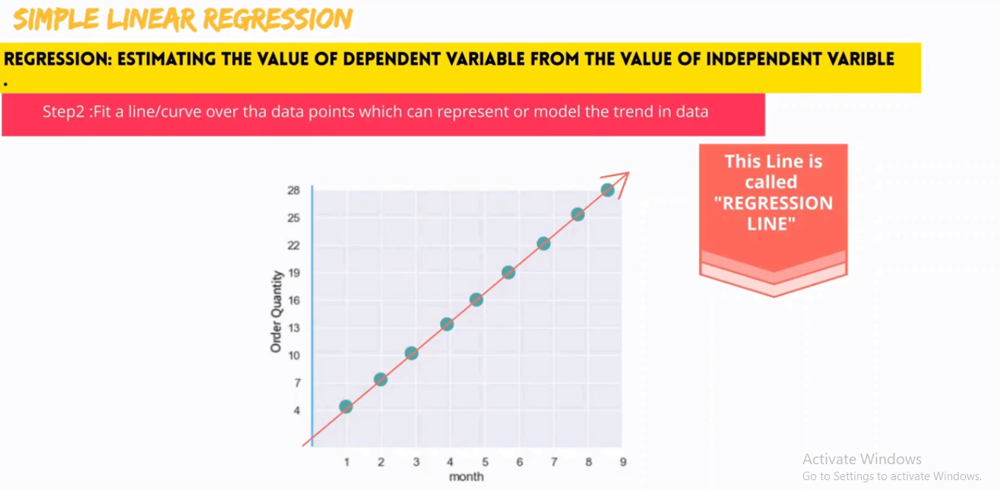 SIMPLE LINEAR REGRESSION
REGRESSION: ESTIMATING THE VALUE OF DEPENDENT VARIABLE FROM THE VALUE OF INDEPENDENT VARIBLE
.
Step2 :Fit a line/curve over tha data points which can represent or model the trend in data
This Line is
called
"REGRESSION
LINE"
28
25
22
19
16
13
10
7
4
Order Quantity
1 2 3 4 5 6 7 8 9
month
Activate Windows
Go to Settings to activate Windows.